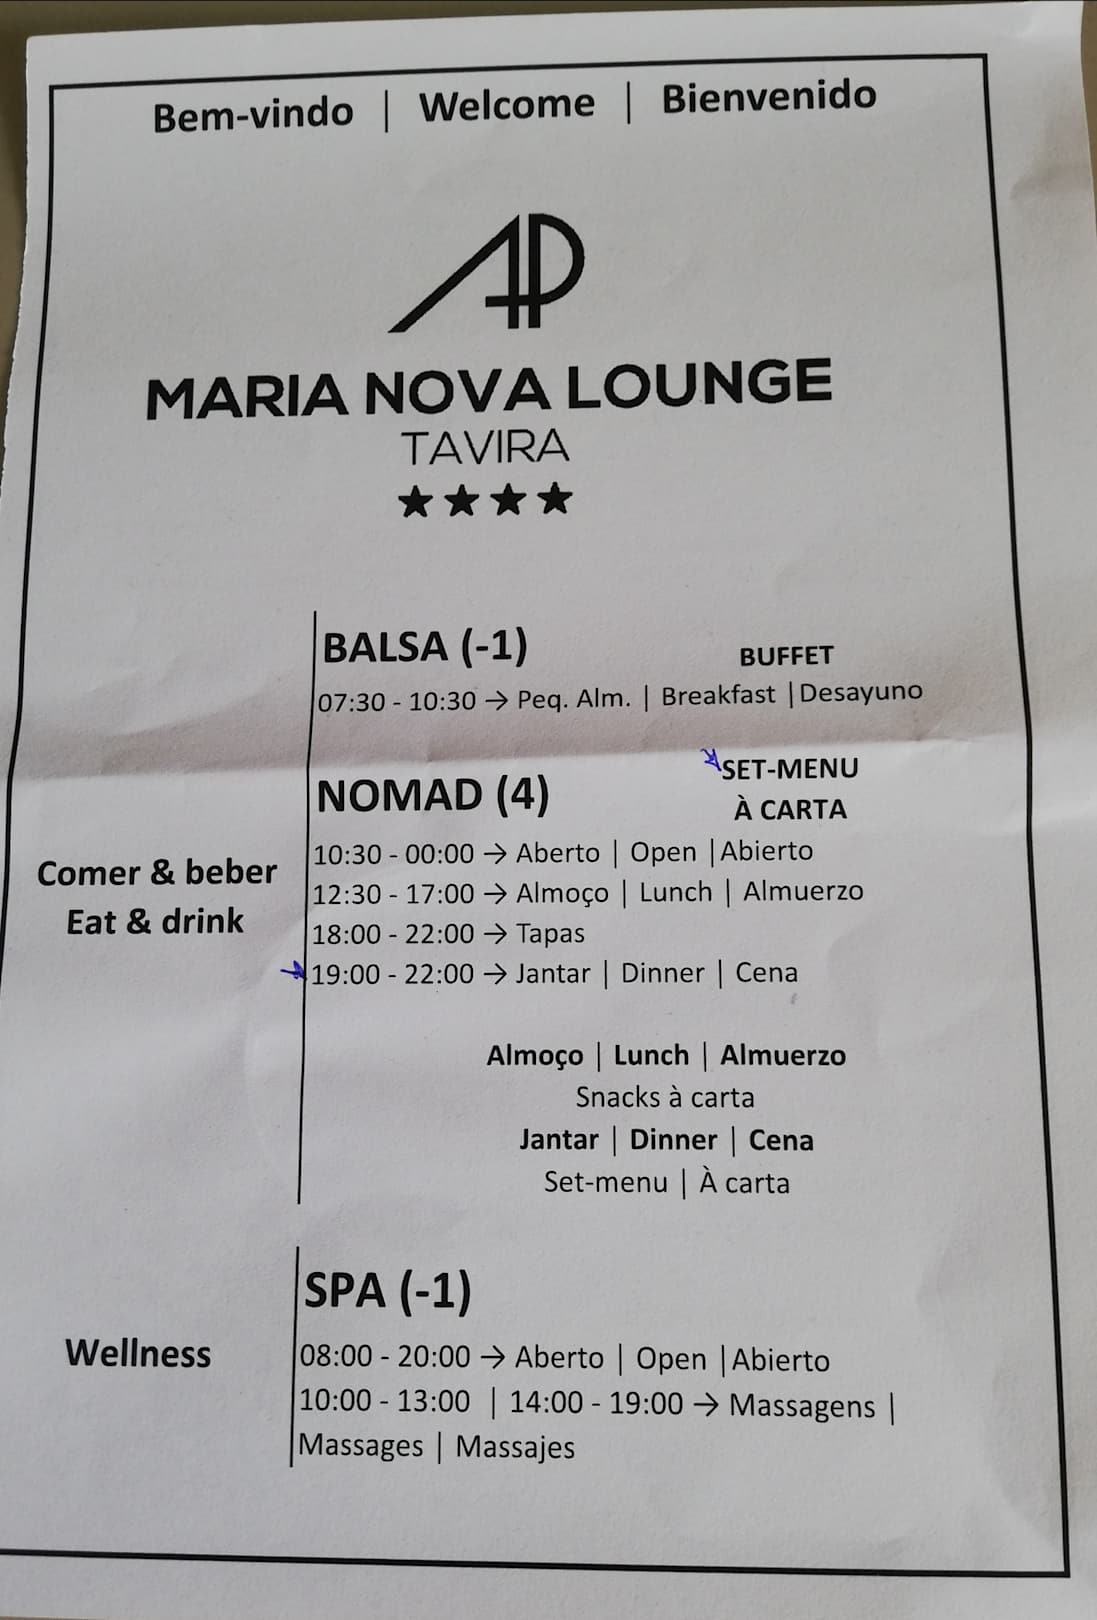 Bem-vindo | Welcome | Bienvenido
AP
MARIA NOVA LOUNGE
TAVIRA
★★★★
BALSA (-1)
BUFFET
07:30 - 10:30 → Peq. Alm. | Breakfast |Desayuno
NOMAD (4)
SET-MENU
À CARTA
10:30 - 00:00 → Aberto | Open |Abierto
12:30 - 17:00 → Almoço | Lunch | Almuerzo
18:00 - 22:00 → Tapas
19:00 - 22:00 → Jantar | Dinner | Cena
Comer & beber
Eat & drink
Almoço | Lunch | Almuerzo
Snacks à carta
Jantar | Dinner | Cena
Set-menu | À carta
SPA (-1)
Wellness
08:00 - 20:00 → Aberto | Open |Abierto
10:00 - 13:00 | 14:00 - 19:00 → Massagens |
Massages | Massajes